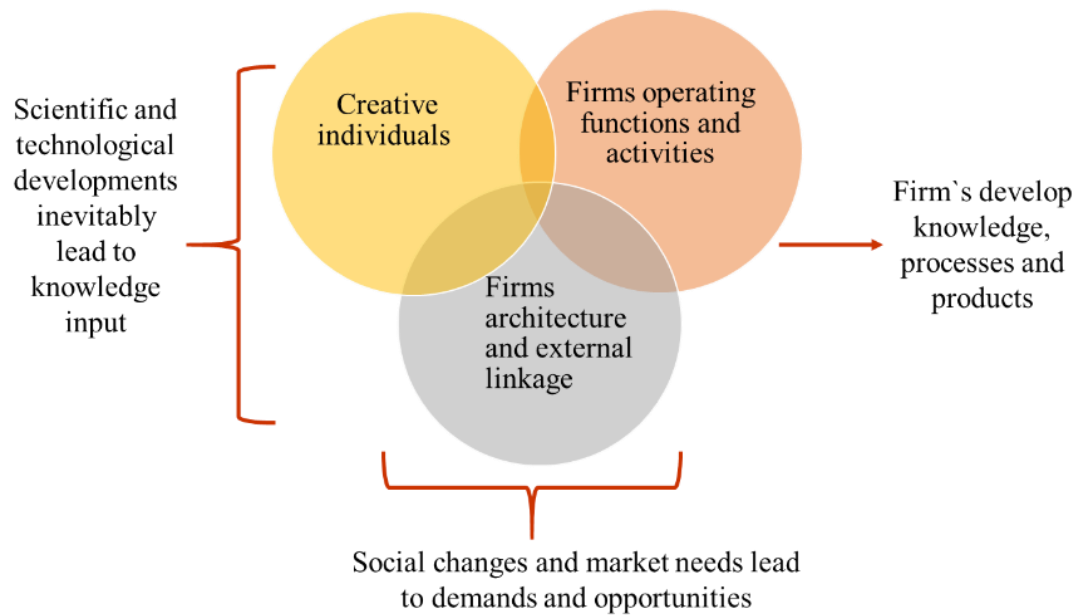 Scientific and
technological
developments
inevitably
lead to
knowledge
input
Creative
individuals
Firms operating
functions and
activities
Firms
architecture
and external
linkage
Firm`s develop
knowledge,
processes and
products
Social changes and market needs lead
to demands and opportunities